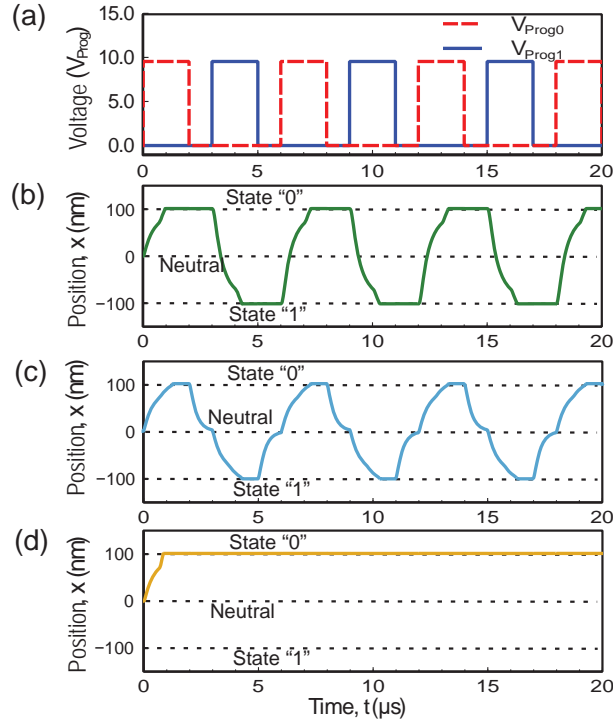 (a)
15.0
10.0
5.0
0.0
Voltage (VProg)
VProg0
VProg1
0 5 10 15 20
(b)
100
0
−100
Position, x (nm)
State “0”
Neutral
State “1”
0 5 10 15 20
(c)
100
0
−100
Position, x (nm)
State “0”
Neutral
State “1”
0 5 10 15 20
(d)
100
0
−100
Position, x (nm)
State “0”
Neutral
State “1”
0 5 10 15 20
Time, t (µs)